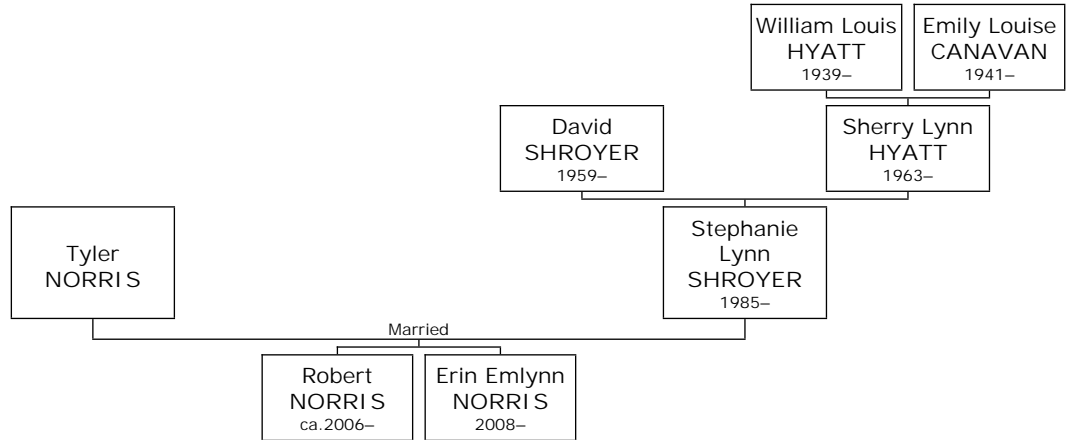 William Louis
HYATT
1939–
Emily Louise
CANAVAN
1941–
David
SHROYER
1959–
Sherry Lynn
HYATT
1963–
Tyler
NORRIS
Stephanie
Lynn
SHROYER
1985–
Married
Robert
NORRIS
ca.2006–
Erin Emlynn
NORRIS
2008–